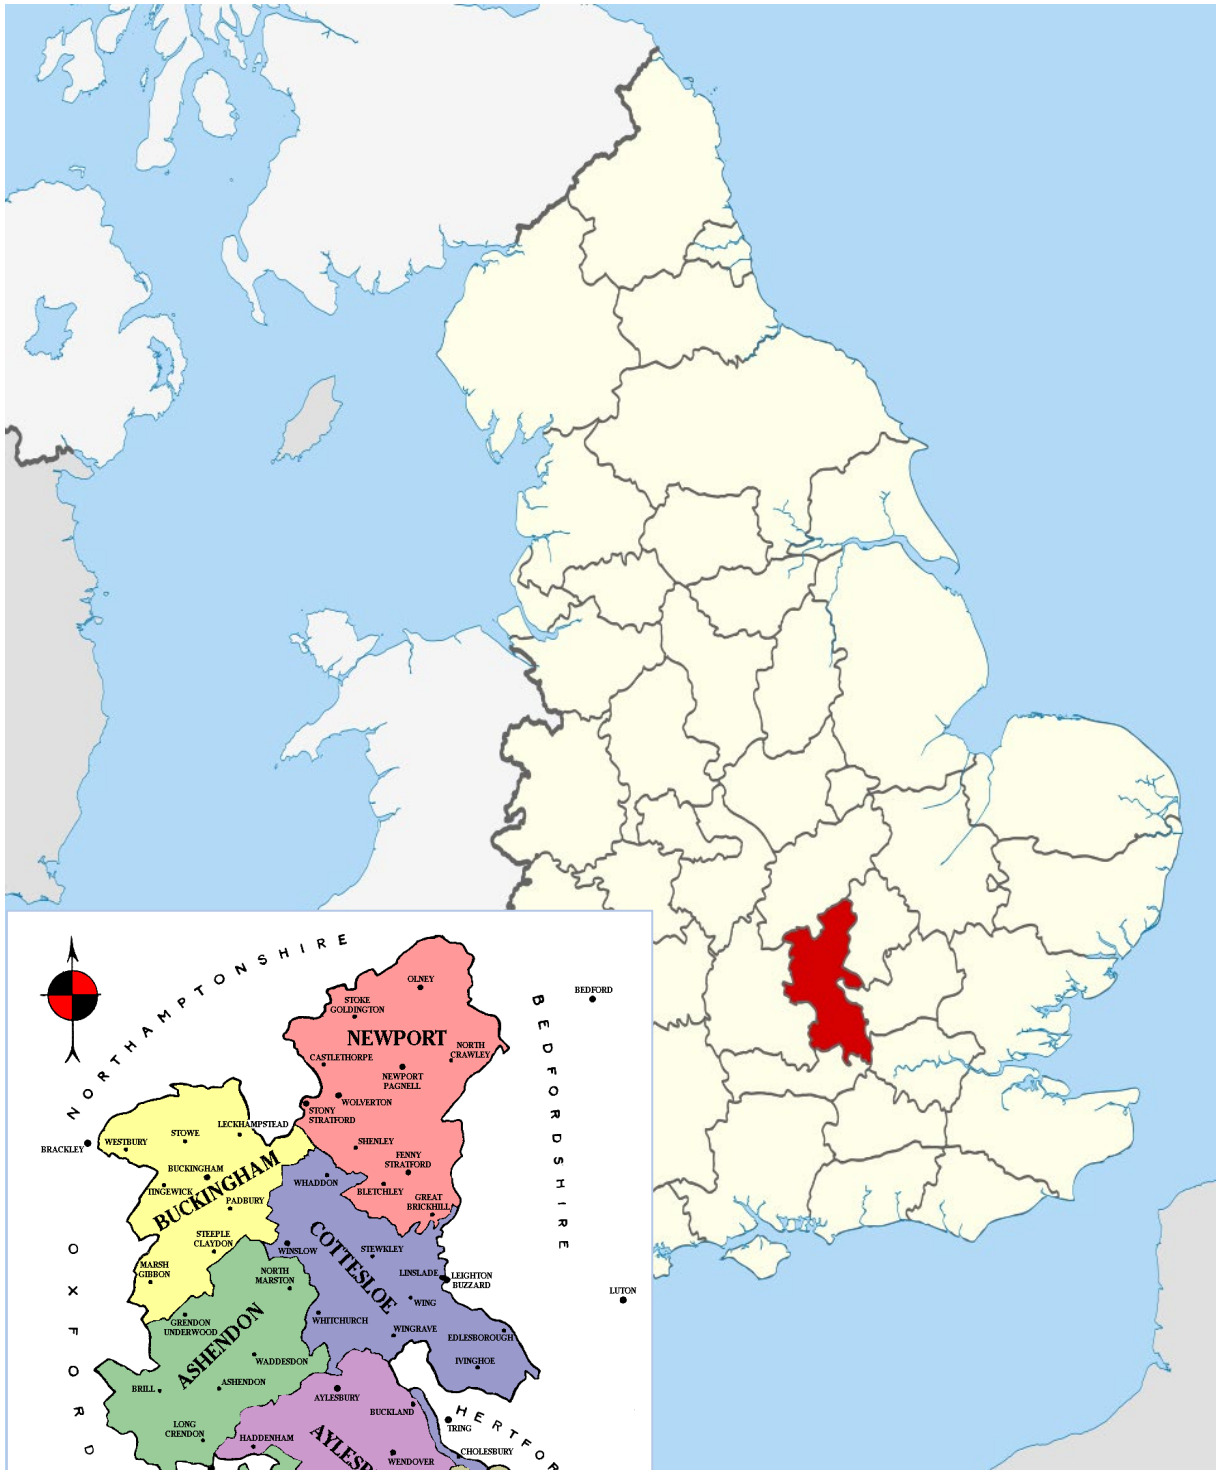 NORTHAMPTONSHIRE
BEDFORDSHIRE
BEDFORD
OLNEY
STOKE
GOLDINGTON
NEWPORT
NORTH
CRAWLEY
CASTLETHORPE
NEWPORT
PAGNELL
WOLVERTON
STONY
STRATFORD
LECKHAMPSTEAD
STOWE
WESTBURY
BRACKLEY
SHENLEY
FENNY
STRATFORD
BUCKINGHAM
BUCKINGHAM
TINGEWICK
PADBURY
WHADDON
BLETCHLEY
GREAT
BRICKHILL
STEEPLE
CLAYDON
COTTESLOE
WINSLOW
STEWKLEY
MARSH
GIBBON
NORTH
MARSTON
LINSLADE
LEIGHTON
BUZZARD
LUTON
WING
OXFORD
GRENDON
UNDERWOOD
ASHENDON
WHITCHURCH
WINGRAVE
EDLESBOROUGH
IVINGHOE
WADDESDON
BRILL
ASHENDON
AYLESBURY
BUCKLAND
HERTFOR
TRING
LONG
CRENDON
HADDENHAM
AYLESB
CHOLESBURY
WENDOVER